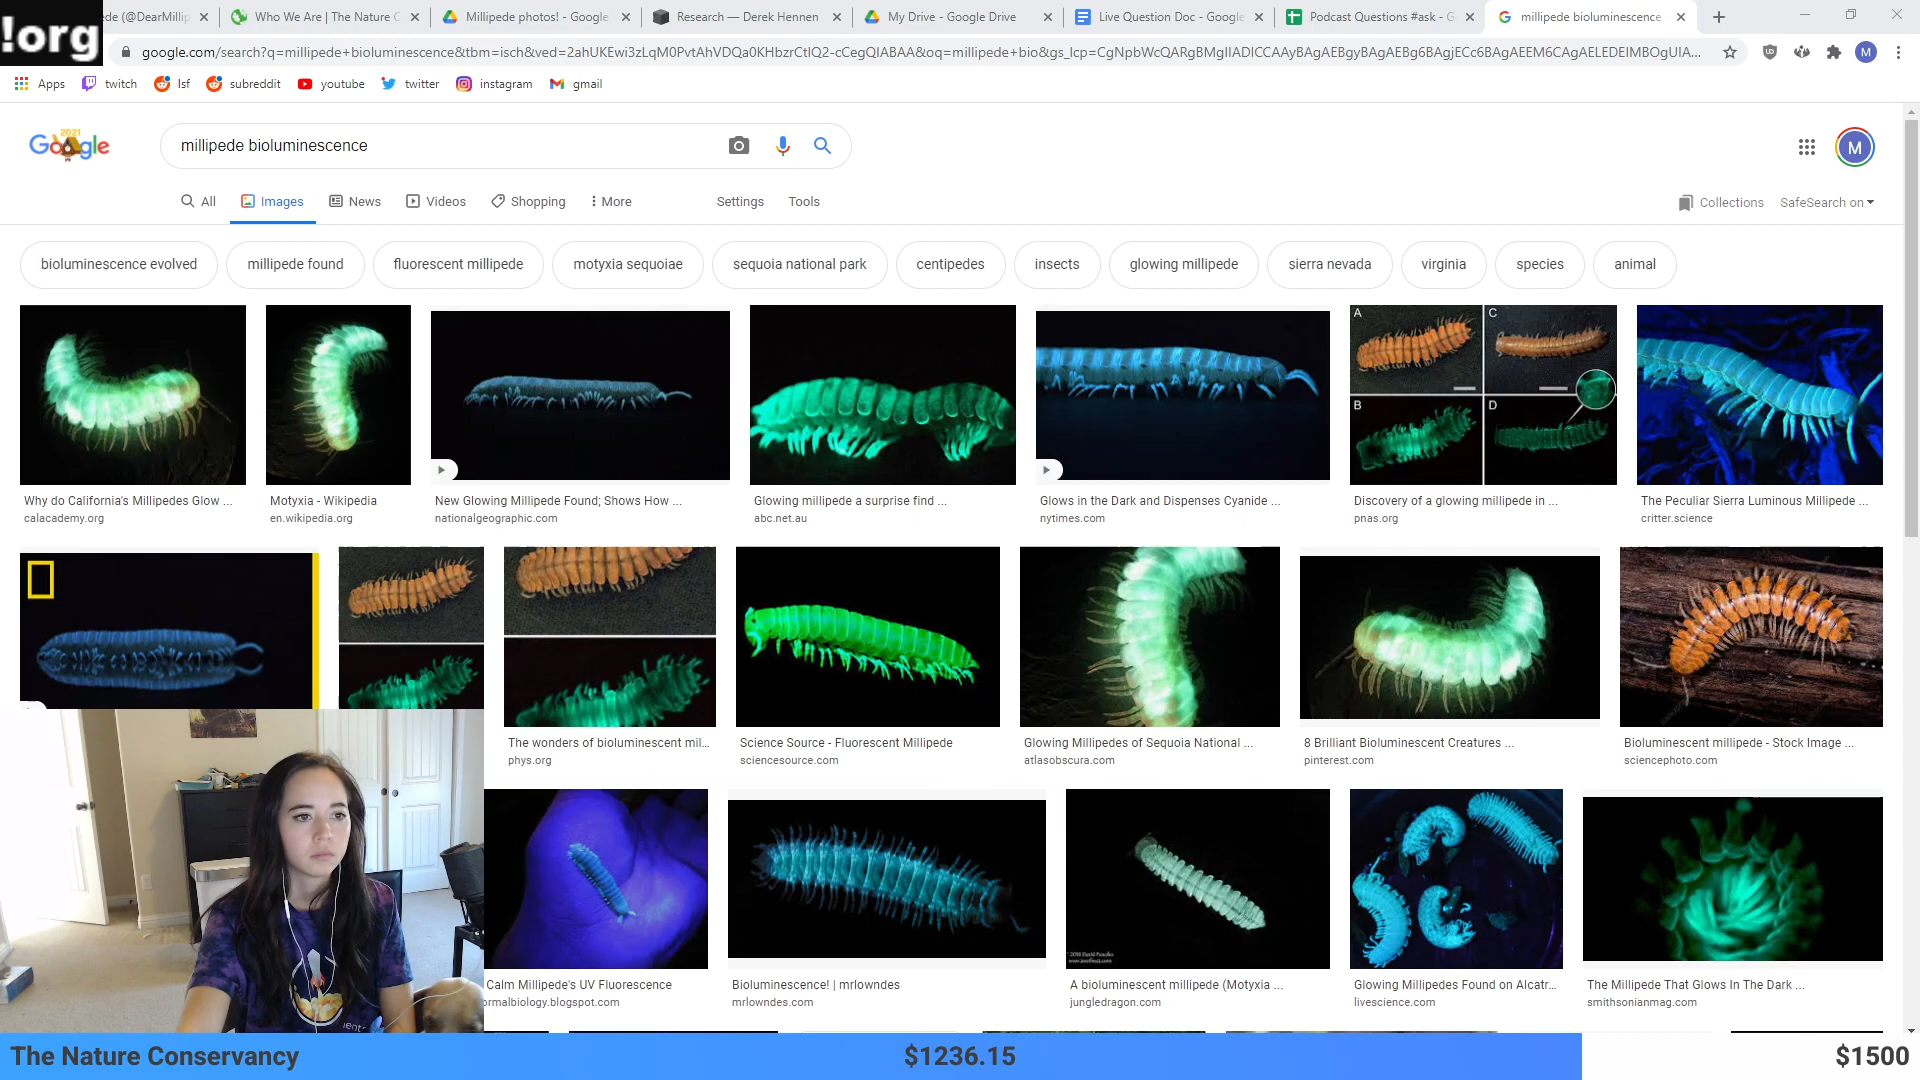 !org
ede (@DearMillip
Who We Are | The Nature C
Millipede photos! - Google
Research — Derek Hennen
My Drive - Google Drive
Live Question Doc - Google
Podcast Questions #ask - G
millipede bioluminescence
google.com/search?q=millipede+bioluminescence&tbm=isch&ved=2ahUKEwi3zLqM0PvtAhVDQa0KHbzrCtIQ2-cCegQIABAA&oq=millipede+bio&gs_lcp=CgNpbWcQARgBMgIIADICCAAyBAgAEBgyBAgAEBg6BAgjECc6BAgAEEM6CAgAELEDEIMBOgUIA...
M
Apps
twitch
lsf
subreddit
youtube
twitter
instagram
gmail
2021
Google
millipede bioluminescence
M
All
Images
News
Videos
Shopping
More
Settings
Tools
Collections
SafeSearch on
bioluminescence evolved
millipede found
fluorescent millipede
motyxia sequoiae
sequoia national park
centipedes
insects
glowing millipede
sierra nevada
virginia
species
animal
A
C
B
D
Why do California's Millipedes Glow ...
calacademy.org
Motyxia - Wikipedia
en.wikipedia.org
New Glowing Millipede Found; Shows How ...
nationalgeographic.com
Glowing millipede a surprise find ...
abc.net.au
Glows in the Dark and Dispenses Cyanide ...
nytimes.com
Discovery of a glowing millipede in ...
pnas.org
The Peculiar Sierra Luminous Millipede ...
critter.science
The wonders of bioluminescent mil...
phys.org
Science Source - Fluorescent Millipede
sciencesource.com
Glowing Millipedes of Sequoia National ...
atlasobscura.com
8 Brilliant Bioluminescent Creatures ...
pinterest.com
Bioluminescent millipede - Stock Image ...
sciencephoto.com
Calm Millipede's UV Fluorescence
ormalbiology.blogspot.com
Bioluminescence! | mrlowndes
mrlowndes.com
A bioluminescent millipede (Motyxia ...
jungledragon.com
Glowing Millipedes Found on Alcatr...
livescience.com
The Millipede That Glows In The Dark ...
smithsonianmag.com
The Nature Conservancy
$1236.15
$1500